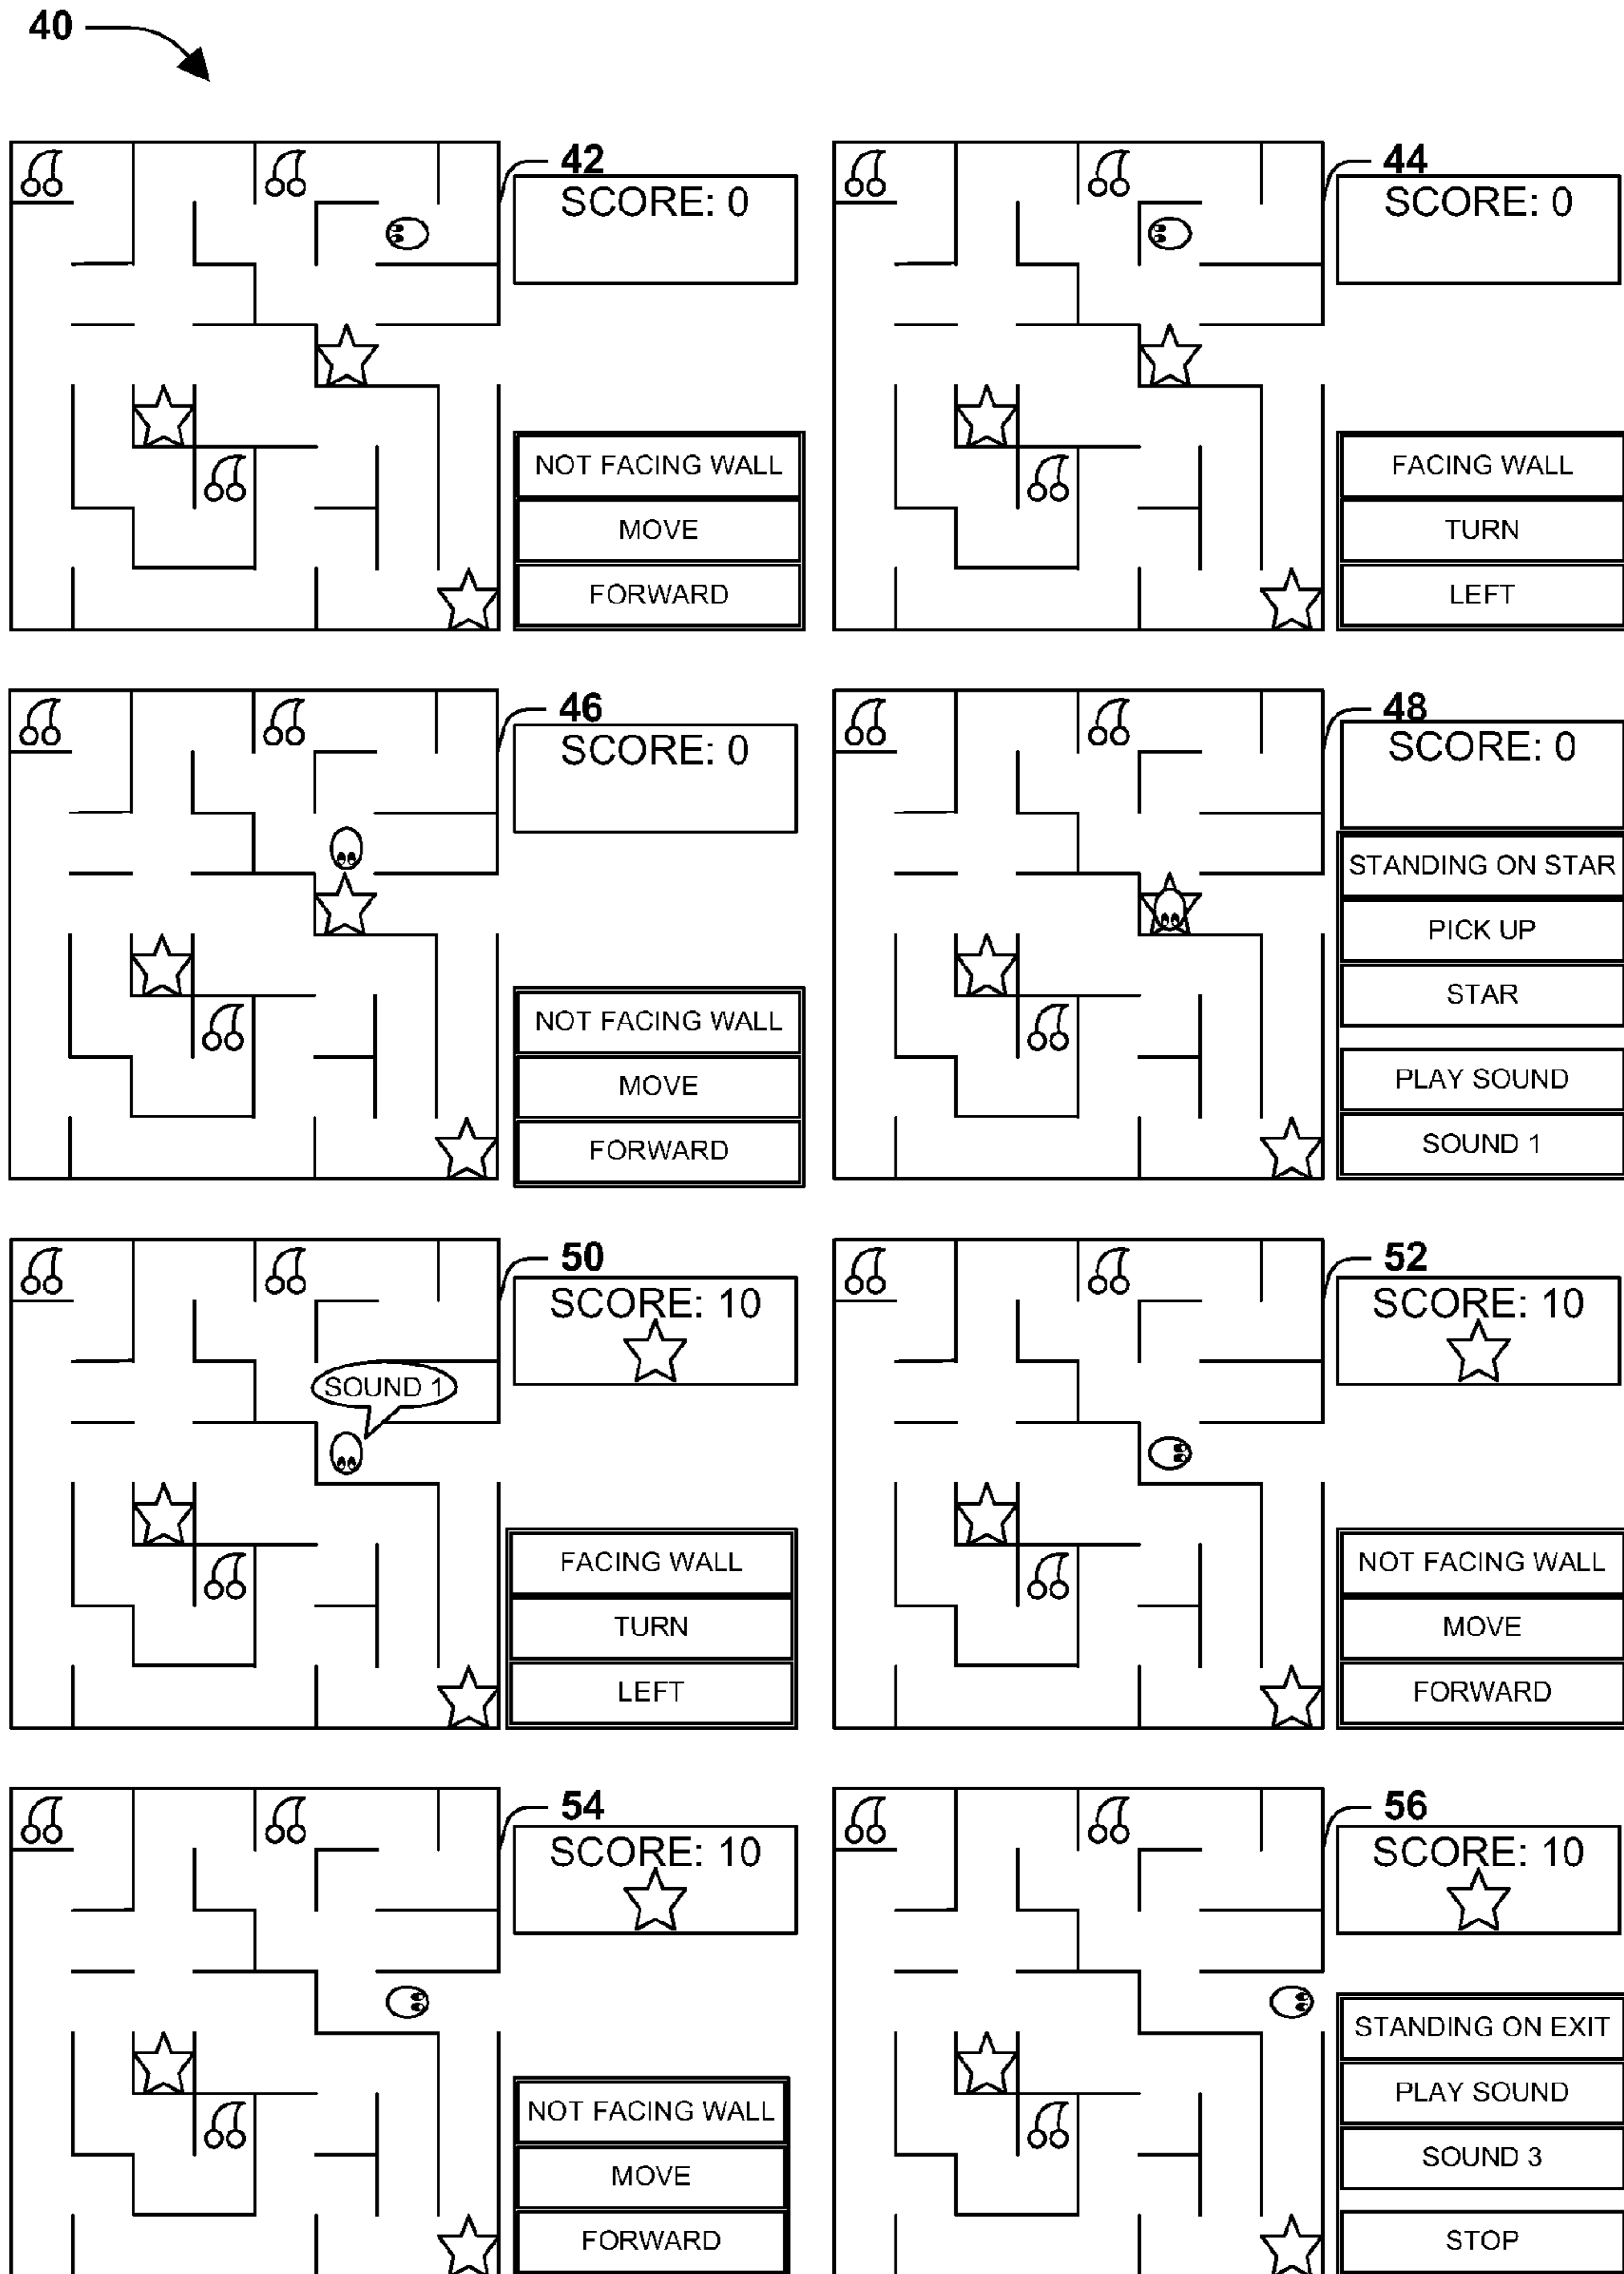 40
42
SCORE: 0
NOT FACING WALL
MOVE
FORWARD
44
SCORE: 0
FACING WALL
TURN
LEFT
46
SCORE: 0
NOT FACING WALL
MOVE
FORWARD
48
SCORE: 0
STANDING ON STAR
PICK UP
STAR
PLAY SOUND
SOUND 1
50
SCORE: 10
SOUND 1
FACING WALL
TURN
LEFT
52
SCORE: 10
NOT FACING WALL
MOVE
FORWARD
54
SCORE: 10
NOT FACING WALL
MOVE
FORWARD
56
SCORE: 10
STANDING ON EXIT
PLAY SOUND
SOUND 3
STOP